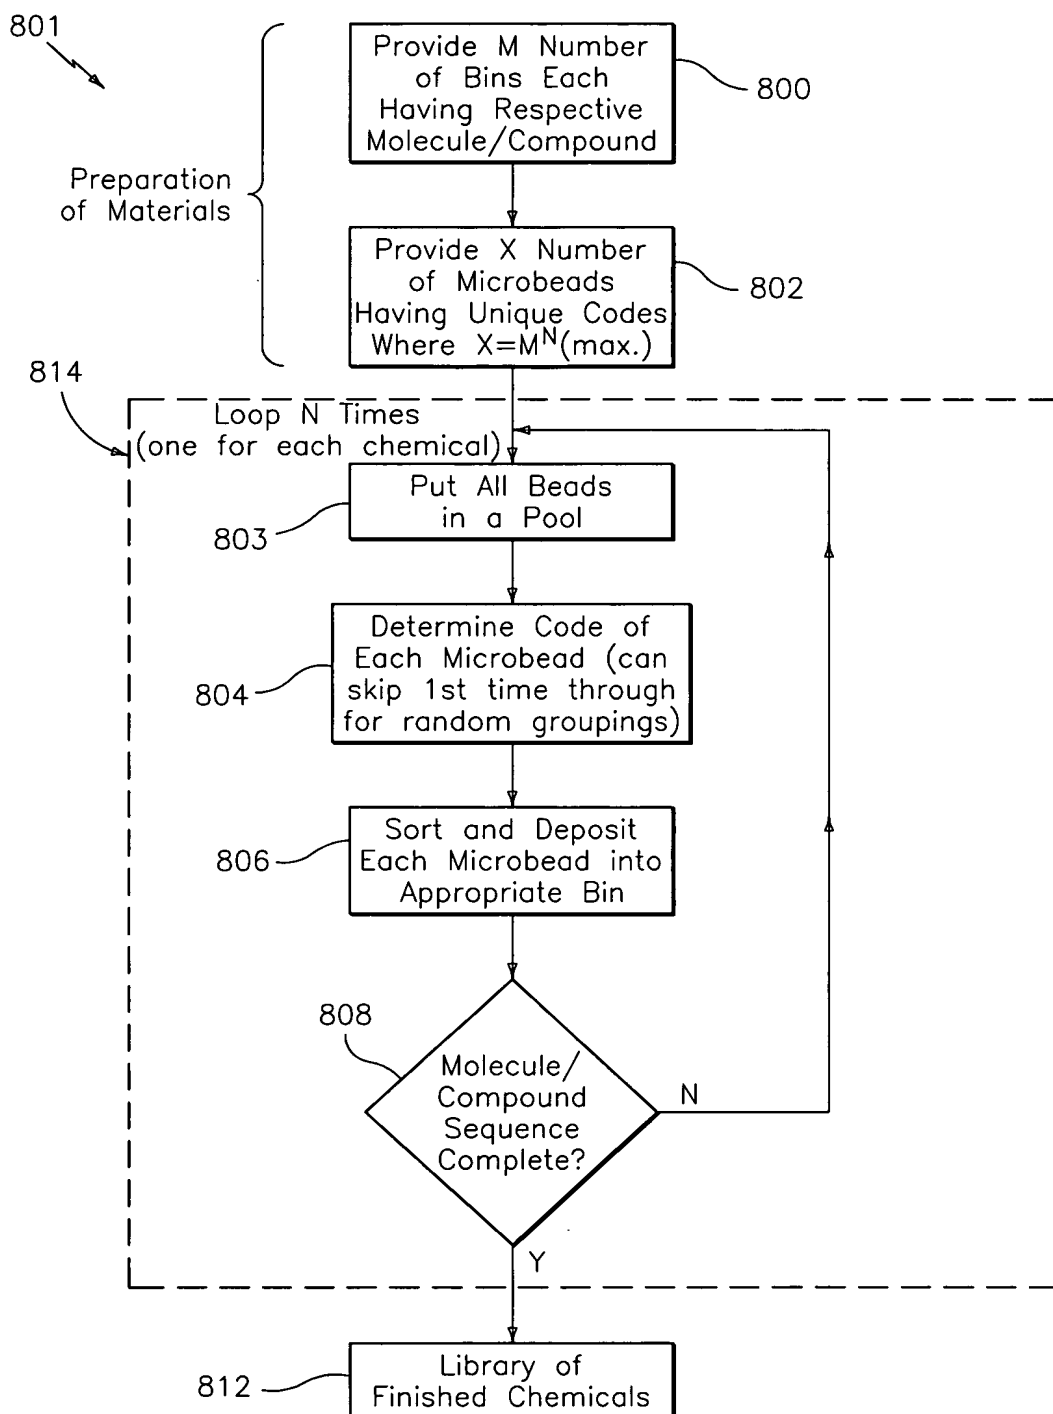 801
Provide M Number
of Bins Each
Having Respective
Molecule/Compound
800
Preparation
of Materials
Provide X Number
of Microbeads
Having Unique Codes
Where X=M^N(max.)
802
814
Loop N Times
(one for each chemical)
Put All Beads
in a Pool
803
Determine Code of
Each Microbead (can
skip 1st time through
for random groupings)
804
Sort and Deposit
Each Microbead into
Appropriate Bin
806
808
Molecule/
Compound
Sequence
Complete?
N
Y
Library of
Finished Chemicals
812